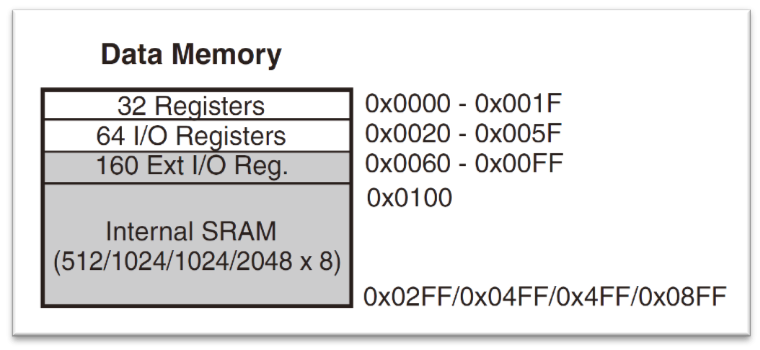 Data Memory
32 Registers 0x0000 - 0x001F
64 I/O Registers 0x0020 - 0x005F
160 Ext I/O Reg. 0x0060 - 0x00FF
0x0100
Internal SRAM
(512/1024/1024/2048 x 8)
0x02FF/0x04FF/0x4FF/0x08FF